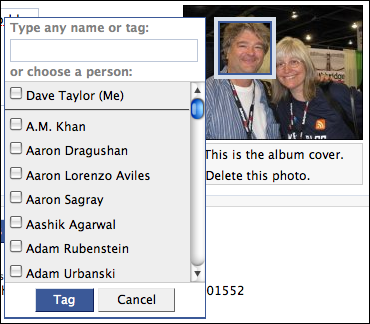 Type any name or tag:
or choose a person:
Dave Taylor (Me)
A.M. Khan
Aaron Dragushan
Aaron Lorenzo Aviles
Aaron Sagray
Aashik Agarwal
Adam Rubenstein
Adam Urbanski
Tag
Cancel
This is the album cover.
Delete this photo.
01552